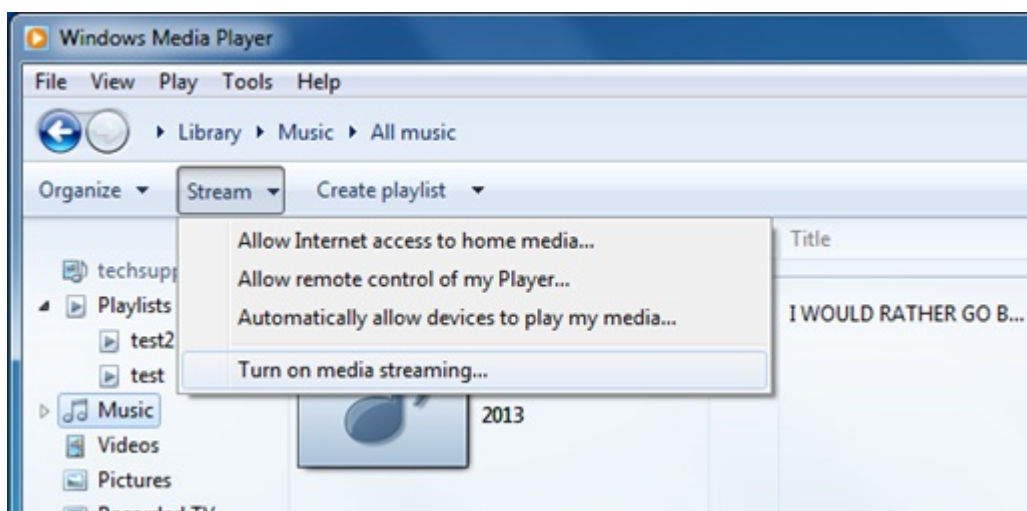 Windows Media Player
File View Play Tools Help
Library Music All music
Organize Stream Create playlist
Allow Internet access to home media...
Title
Allow remote control of my Player...
Playlists
Automatically allow devices to play my media...
I WOULD RATHER GO B...
test2
Turn on media streaming...
test
Music
2013
Videos
Pictures